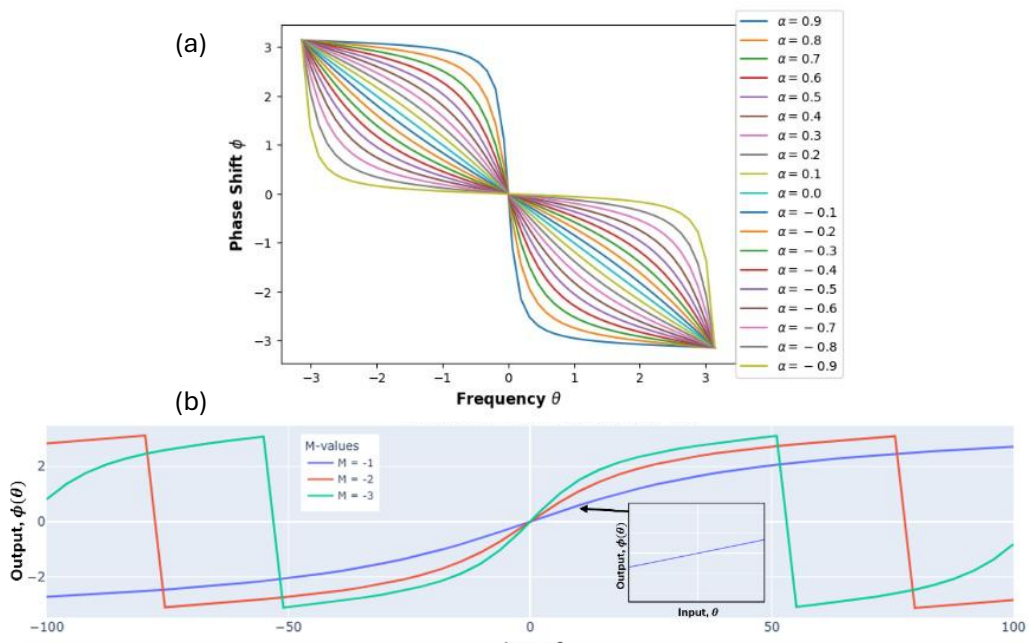 (a)
Phase Shift ϕ
3
2
1
0
−1
−2
−3
−3 −2 −1 0 1 2 3
Frequency θ
α = 0.9
α = 0.8
α = 0.7
α = 0.6
α = 0.5
α = 0.4
α = 0.3
α = 0.2
α = 0.1
α = 0.0
α = − 0.1
α = − 0.2
α = − 0.3
α = − 0.4
α = − 0.5
α = − 0.6
α = − 0.7
α = − 0.8
α = − 0.9
(b)
Output, ϕ(θ)
2
0
−2
M-values
M = -1
M = -2
M = -3
Output, ϕ(θ)
Input, θ
−100 −50 0 50 100